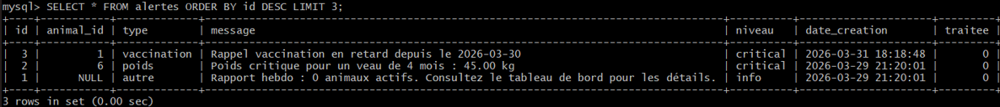 mysql> SELECT * FROM alertes ORDER BY id DESC LIMIT 3;
+----+-----------+-------------+---------------------------------------------------------------------------------+----------+---------------------+---------+
| id | animal_id | type        | message                                                                         | niveau   | date_creation       | traitee |
+----+-----------+-------------+---------------------------------------------------------------------------------+----------+---------------------+---------+
|  3 |         1 | vaccination | Rappel vaccination en retard depuis le 2026-03-30                               | critical | 2026-03-31 18:18:48 |       0 |
|  2 |         6 | poids       | Poids critique pour un veau de 4 mois : 45.00 kg                                | critical | 2026-03-29 21:20:01 |       0 |
|  1 |      NULL | autre       | Rapport hebdo : 0 animaux actifs. Consultez le tableau de bord pour les détails. | info     | 2026-03-29 21:20:01 |       0 |
+----+-----------+-------------+---------------------------------------------------------------------------------+----------+---------------------+---------+
3 rows in set (0.00 sec)